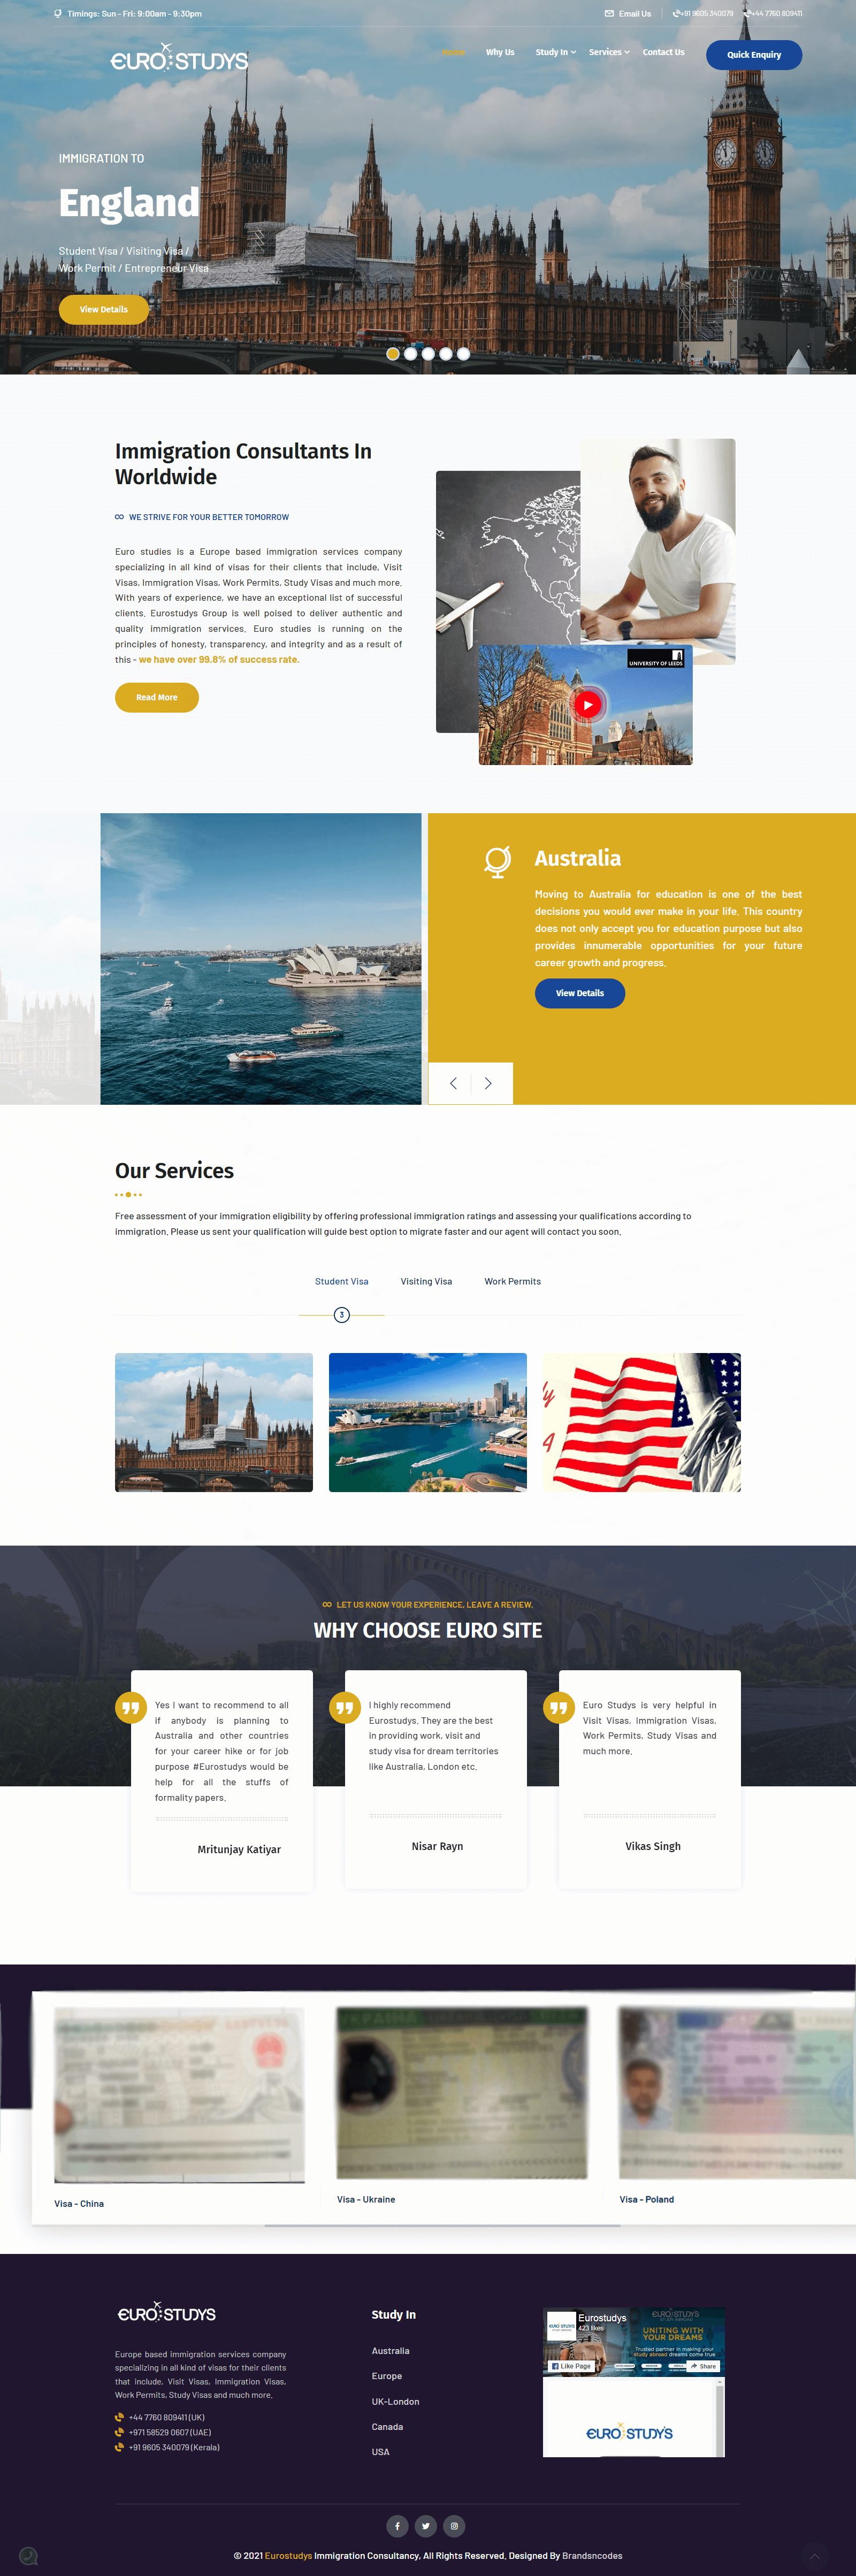 Timings: Sun - Fri: 9:00am - 9:30pm
Email Us
+91 9605 340079
+44 7760 809411
EURO STUDYS
Home
Why Us
Study In
Services
Contact Us
Quick Enquiry
IMMIGRATION TO
England
Student Visa / Visiting Visa /
Work Permit / Entrepreneur Visa
View Details
Immigration Consultants In
Worldwide
WE STRIVE FOR YOUR BETTER TOMORROW
Euro studies is a Europe based immigration services company
specializing in all kind of visas for their clients that include, Visit
Visas, Immigration Visas, Work Permits, Study Visas and much more.
With years of experience, we have an exceptional list of successful
clients. Eurostudys Group is well poised to deliver authentic and
quality immigration services. Euro studies is running on the
principles of honesty, transparency, and integrity and as a result of
this - we have over 99.8% of success rate.
Read More
UNIVERSITY OF LEEDS
Australia
Moving to Australia for education is one of the best
decisions you would ever make in your life. This country
does not only accept you for education purpose but also
provides innumerable opportunities for your future
career growth and progress.
View Details
Our Services
Free assessment of your immigration eligibility by offering professional immigration ratings and assessing your qualifications according to
immigration. Please us sent your qualification will guide best option to migrate faster and our agent will contact you soon.
Student Visa
Visiting Visa
Work Permits
3
LET US KNOW YOUR EXPERIENCE, LEAVE A REVIEW.
WHY CHOOSE EURO SITE
Yes I want to recommend to all
if anybody is planning to
Australia and other countries
for your career hike or for job
purpose #Eurostudys would be
help for all the stuffs of
formality papers.
Mritunjay Katiyar
I highly recommend
Eurostudys. They are the best
in providing work, visit and
study visa for dream territories
like Australia, London etc.
Nisar Rayn
Euro Studys is very helpful in
Visit Visas, Immigration Visas,
Work Permits, Study Visas and
much more.
Vikas Singh
Visa - China
Visa - Ukraine
Visa - Poland
EURO STUDYS
Europe based immigration services company
specializing in all kind of visas for their clients
that include, Visit Visas, Immigration Visas,
Work Permits, Study Visas and much more.
+44 7760 809411 (UK)
+971 58529 0607 (UAE)
+91 9605 340079 (Kerala)
Study In
Australia
Europe
UK-London
Canada
USA
Eurostudys
423 likes
EURO STUDYS
UNITING WITH
YOUR DREAMS
Trusted partner in making your
study abroad dreams come true
Like Page
Share
EURO STUDYS
© 2021 Eurostudys Immigration Consultancy, All Rights Reserved. Designed By Brandsncodes